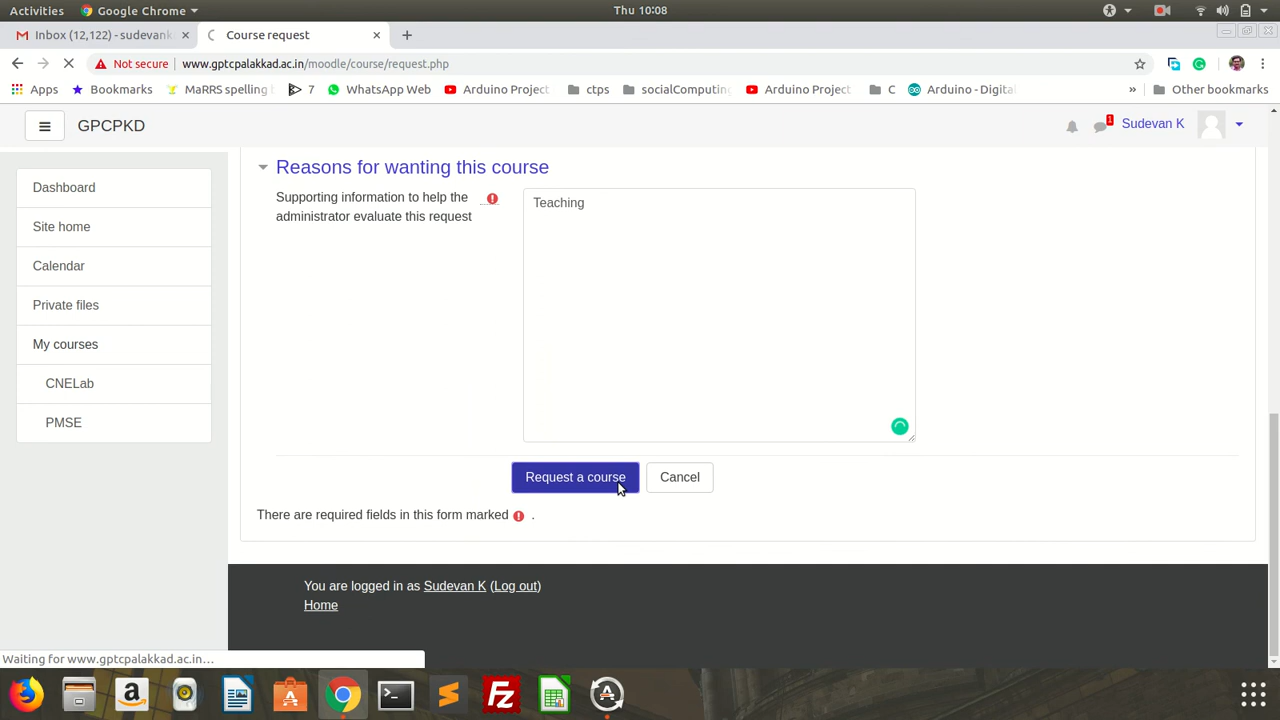 Activities Google Chrome Thu 10:08
Inbox (12,122) - sudevank Course request
Not secure www.gptcpalakkad.ac.in/moodle/course/request.php
Apps Bookmarks MaRRS spelling 7 WhatsApp Web Arduino Project ctps socialComputing Arduino Project C Arduino - Digital » Other bookmarks
GPCPKD 1 Sudevan K
Dashboard
Site home
Calendar
Private files
My courses
CNELab
PMSE
Reasons for wanting this course
Supporting information to help the
administrator evaluate this request
Teaching
Request a course Cancel
There are required fields in this form marked .
You are logged in as Sudevan K (Log out)
Home
Waiting for www.gptcpalakkad.ac.in…